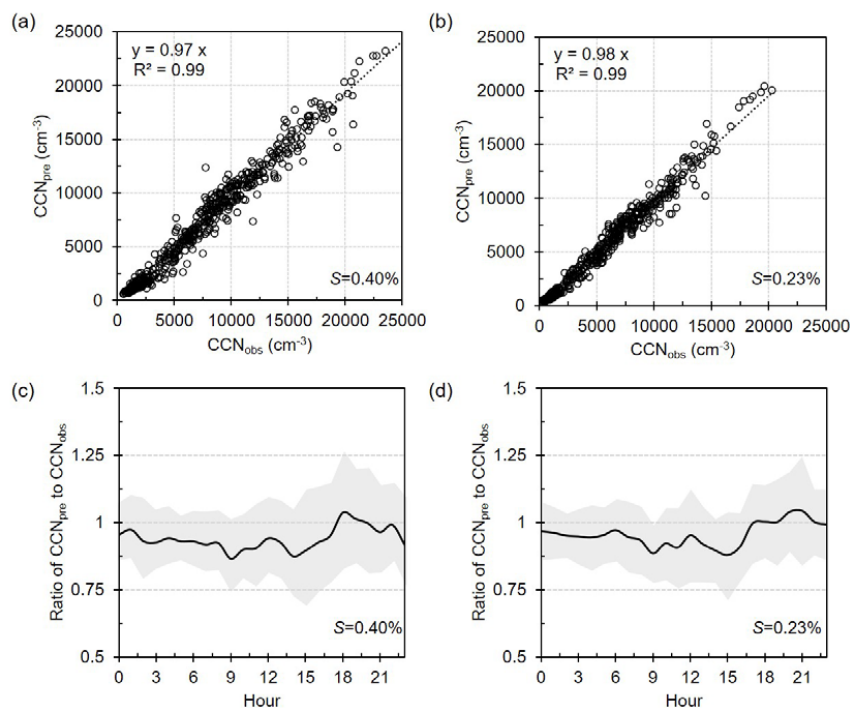 (a)
25000
20000
15000
10000
5000
0
CCNpre (cm-3)
y = 0.97 x
R² = 0.99
S=0.40%
0 5000 10000 15000 20000 25000
CCNobs (cm-3)
(b)
25000
20000
15000
10000
5000
0
CCNpre (cm-3)
y = 0.98 x
R² = 0.99
S=0.23%
0 5000 10000 15000 20000 25000
CCNobs (cm-3)
(c)
1.5
1.25
1
0.75
0.5
Ratio of CCNpre to CCNobs
S=0.40%
0 3 6 9 12 15 18 21
Hour
(d)
1.5
1.25
1
0.75
0.5
Ratio of CCNpre to CCNobs
S=0.23%
0 3 6 9 12 15 18 21
Hour